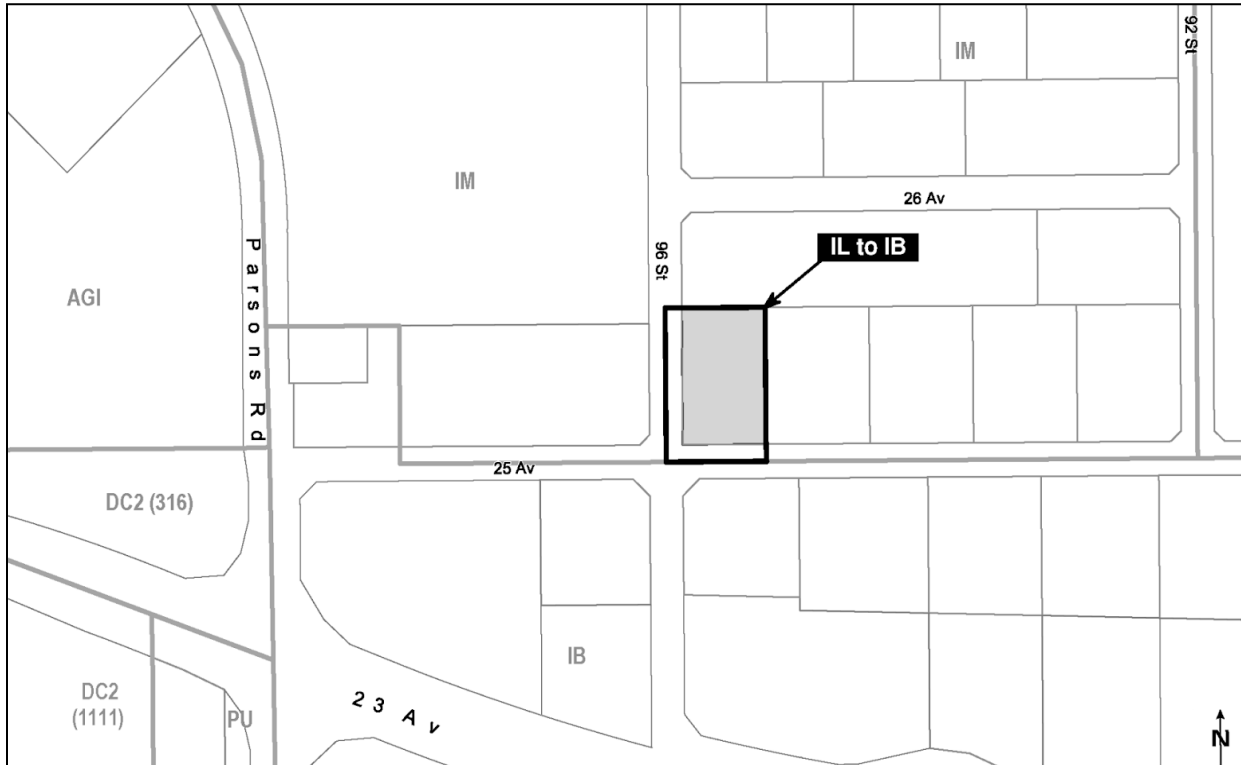 92 St
IM
IM
26 Av
Parsons Rd
96 St
IL to IB
AGI
25 Av
DC2 (316)
IB
DC2
(1111)
PU
23 Av
N